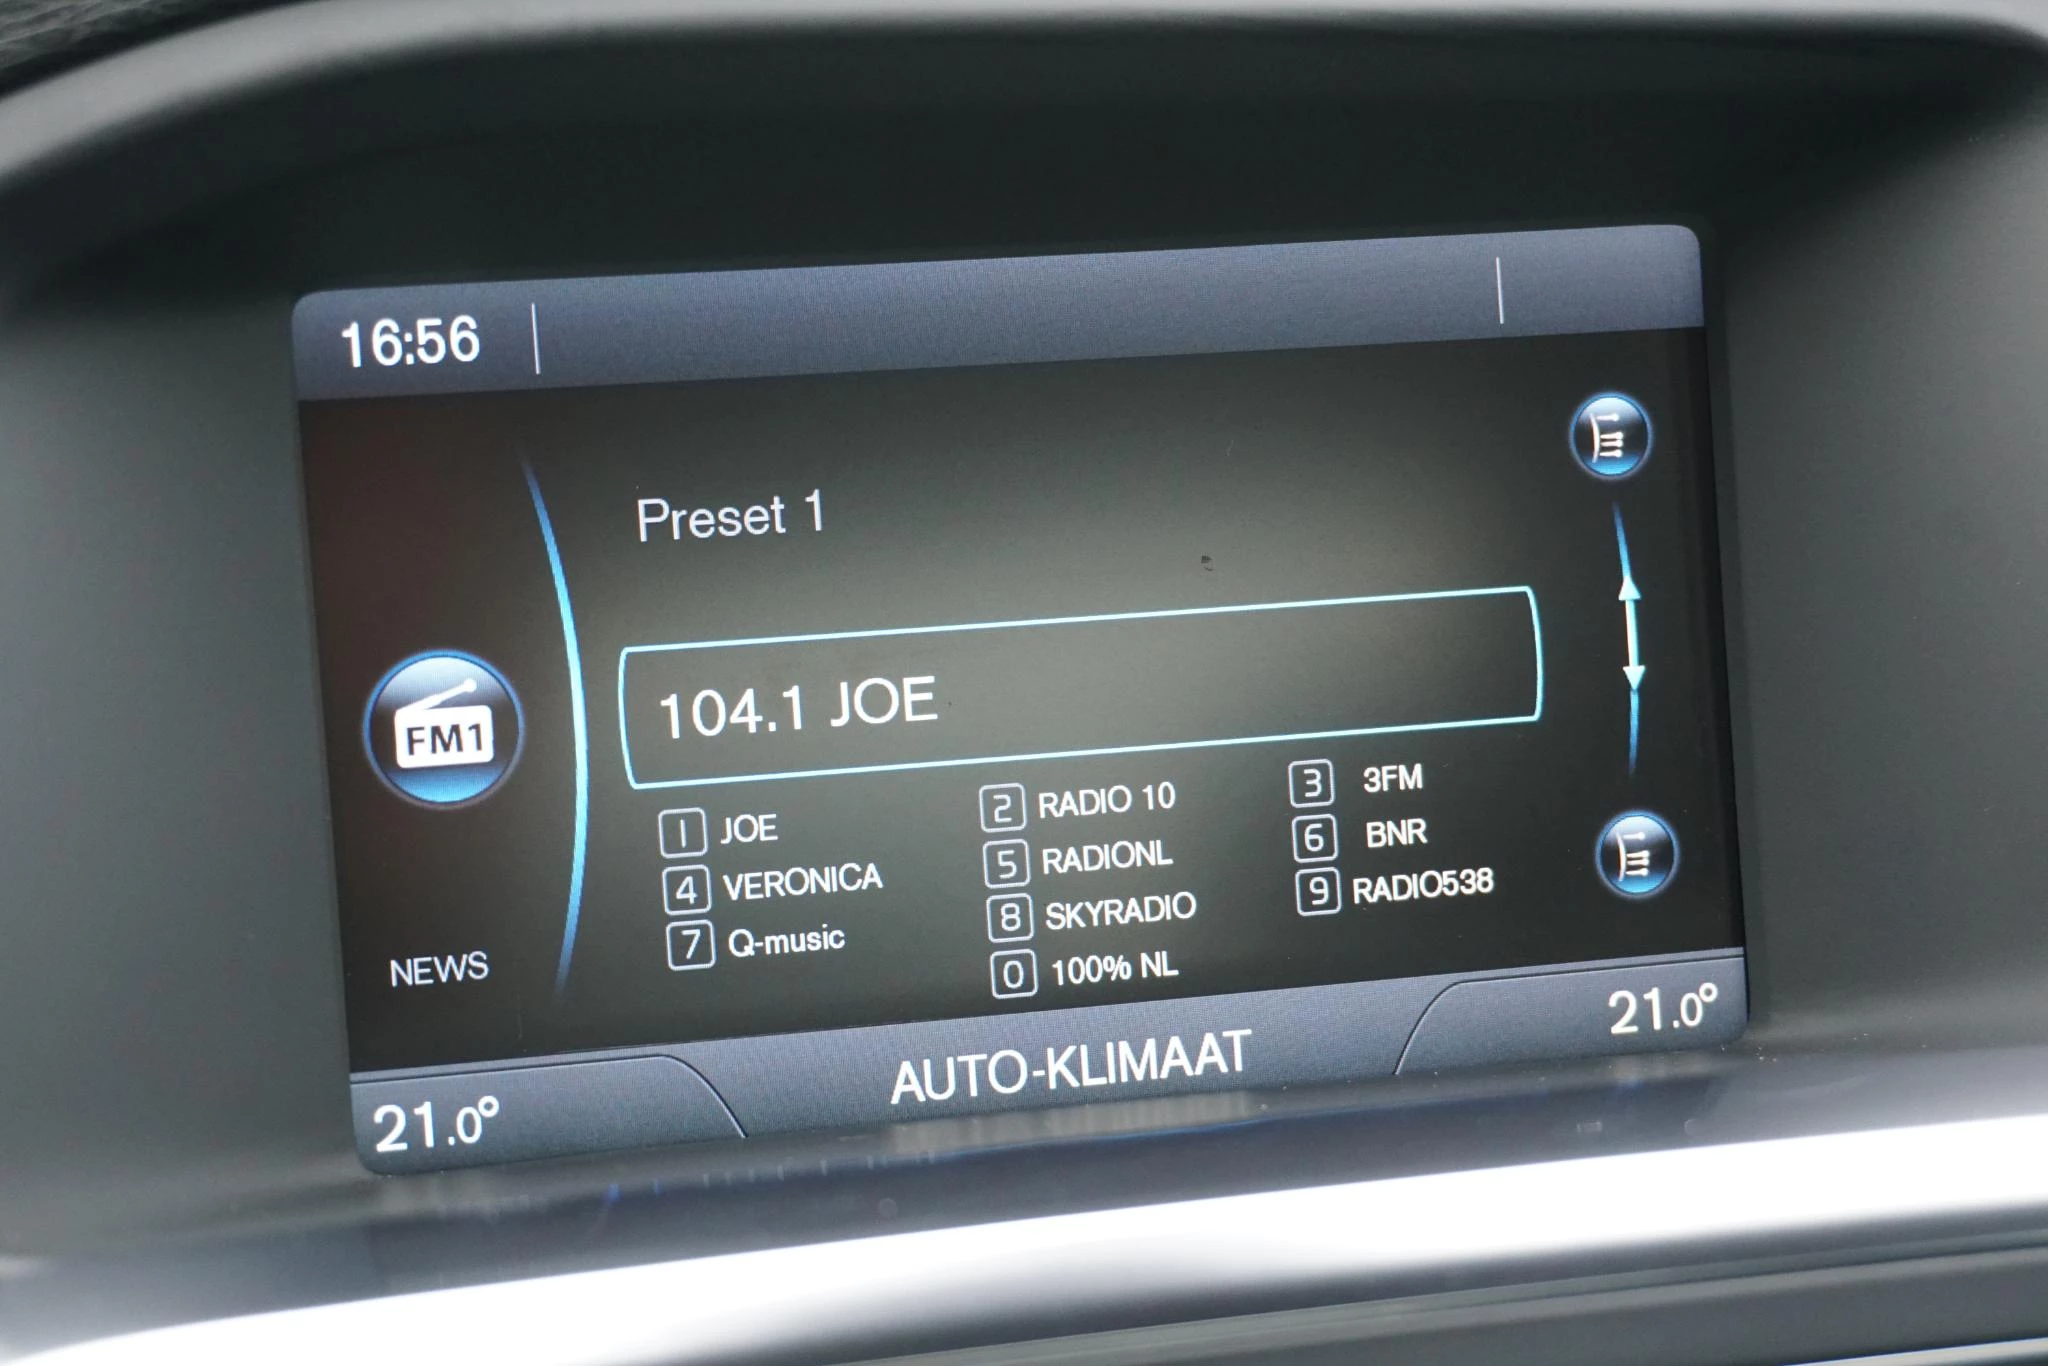 16:56
Preset 1
104.1 JOE
FM1
1 JOE 2 RADIO 10 3 3FM
4 VERONICA 5 RADIONL 6 BNR
7 Q-music 8 SKYRADIO 9 RADIO538
0 100% NL
NEWS
21.0° AUTO-KLIMAAT 21.0°